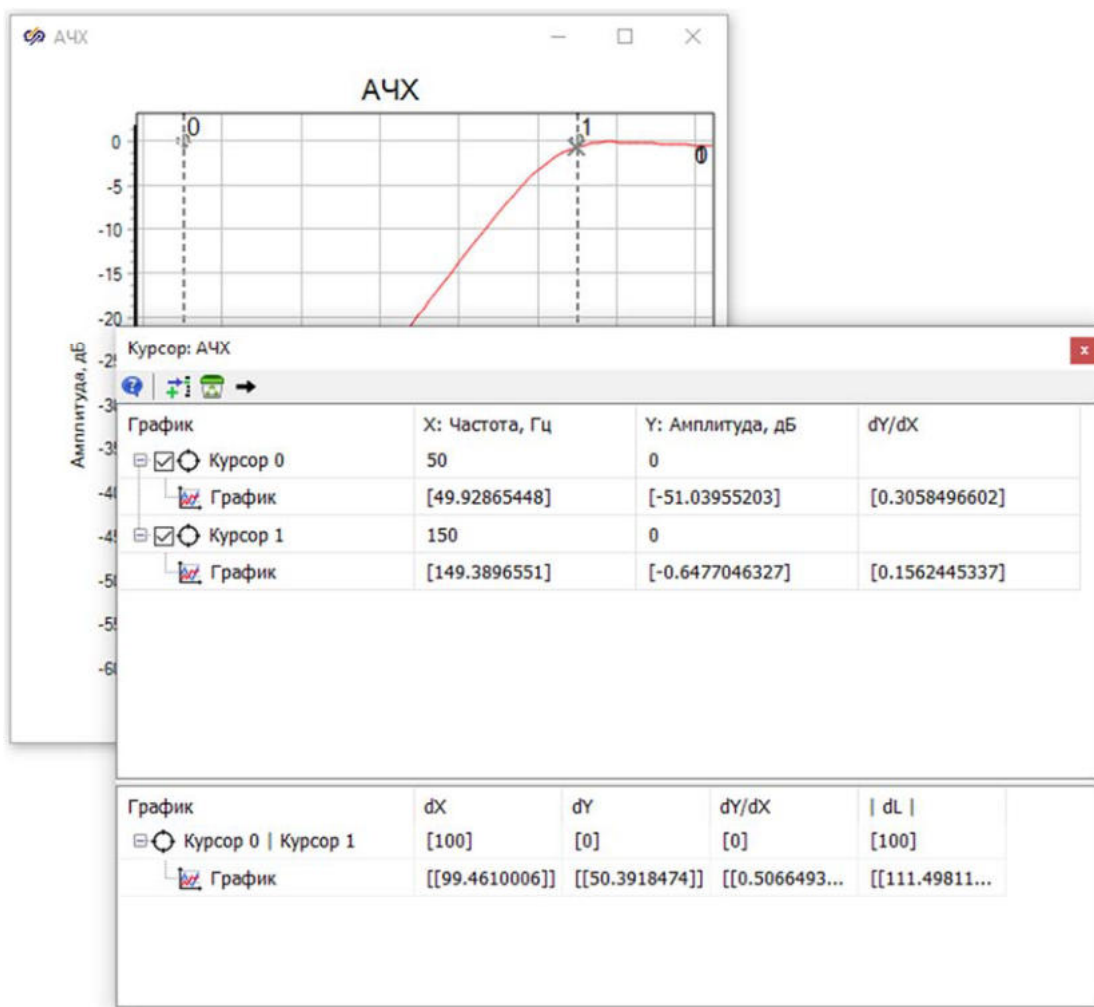 АЧХ
АЧХ
0
1
0
-5
-10
-15
-20
Амплитуда, дБ
Курсор: АЧХ
График X: Частота, Гц Y: Амплитуда, дБ dY/dX
Курсор 0 50 0
График [49.92865448] [-51.03955203] [0.3058496602]
Курсор 1 150 0
График [149.3896551] [-0.6477046327] [0.1562445337]
График dX dY dY/dX | dL |
Курсор 0 | Курсор 1 [100] [0] [0] [100]
График [[99.4610006]] [[50.3918474]] [[0.5066493... [[111.49811...